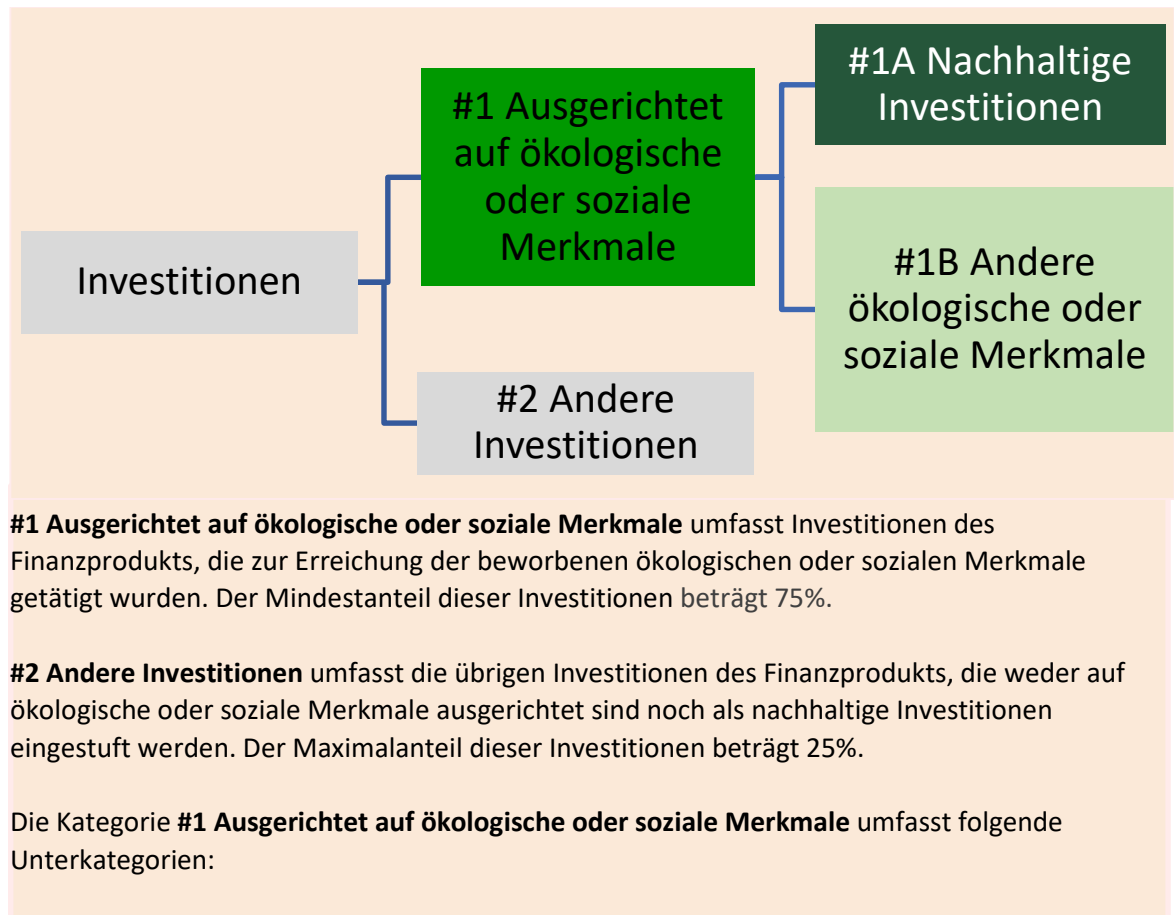 #1A Nachhaltige
Investitionen
#1 Ausgerichtet
auf ökologische
oder soziale
Merkmale
#1B Andere
ökologische oder
soziale Merkmale
Investitionen
#2 Andere
Investitionen
#1 Ausgerichtet auf ökologische oder soziale Merkmale umfasst Investitionen des
Finanzprodukts, die zur Erreichung der beworbenen ökologischen oder sozialen Merkmale
getätigt wurden. Der Mindestanteil dieser Investitionen beträgt 75%.
#2 Andere Investitionen umfasst die übrigen Investitionen des Finanzprodukts, die weder auf
ökologische oder soziale Merkmale ausgerichtet sind noch als nachhaltige Investitionen
eingestuft werden. Der Maximalanteil dieser Investitionen beträgt 25%.
Die Kategorie #1 Ausgerichtet auf ökologische oder soziale Merkmale umfasst folgende
Unterkategorien: